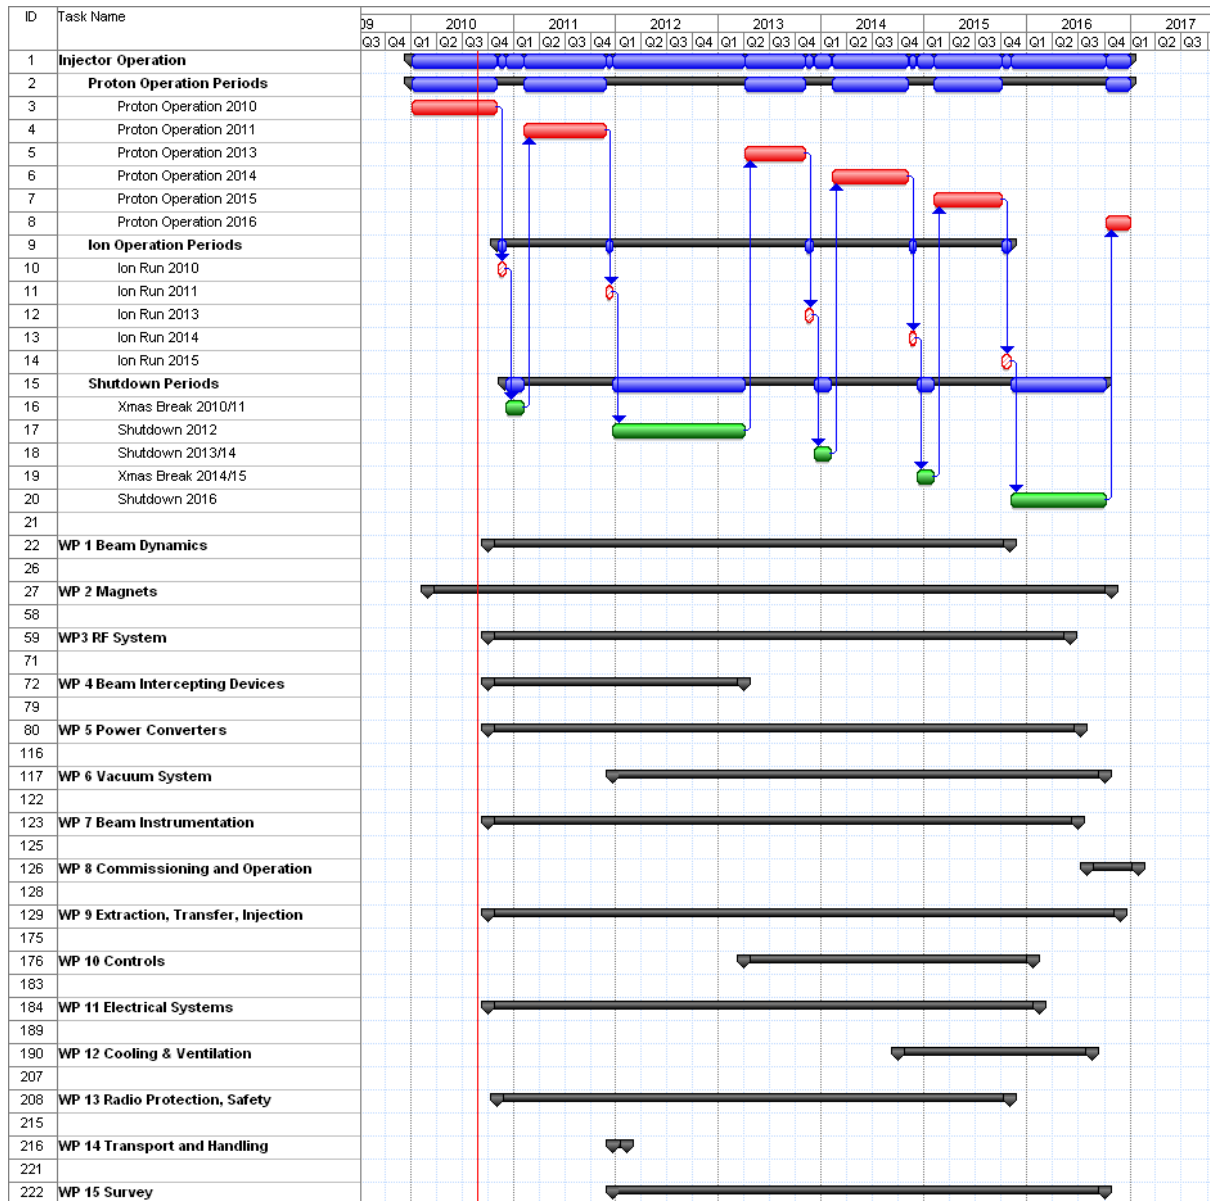 ID Task Name 09 2010 2011 2012 2013 2014 2015 2016 2017
Q3 Q4 Q1 Q2 Q3 Q4 Q1 Q2 Q3 Q4 Q1 Q2 Q3 Q4 Q1 Q2 Q3 Q4 Q1 Q2 Q3 Q4 Q1 Q2 Q3 Q4 Q1 Q2 Q3 Q4 Q1 Q2 Q3
1 Injector Operation
2 Proton Operation Periods
3 Proton Operation 2010
4 Proton Operation 2011
5 Proton Operation 2013
6 Proton Operation 2014
7 Proton Operation 2015
8 Proton Operation 2016
9 Ion Operation Periods
10 Ion Run 2010
11 Ion Run 2011
12 Ion Run 2013
13 Ion Run 2014
14 Ion Run 2015
15 Shutdown Periods
16 Xmas Break 2010/11
17 Shutdown 2012
18 Shutdown 2013/14
19 Xmas Break 2014/15
20 Shutdown 2016
21
22 WP 1 Beam Dynamics
26
27 WP 2 Magnets
58
59 WP3 RF System
71
72 WP 4 Beam Intercepting Devices
79
80 WP 5 Power Converters
116
117 WP 6 Vacuum System
122
123 WP 7 Beam Instrumentation
125
126 WP 8 Commissioning and Operation
128
129 WP 9 Extraction, Transfer, Injection
175
176 WP 10 Controls
183
184 WP 11 Electrical Systems
189
190 WP 12 Cooling & Ventilation
207
208 WP 13 Radio Protection, Safety
215
216 WP 14 Transport and Handling
221
222 WP 15 Survey